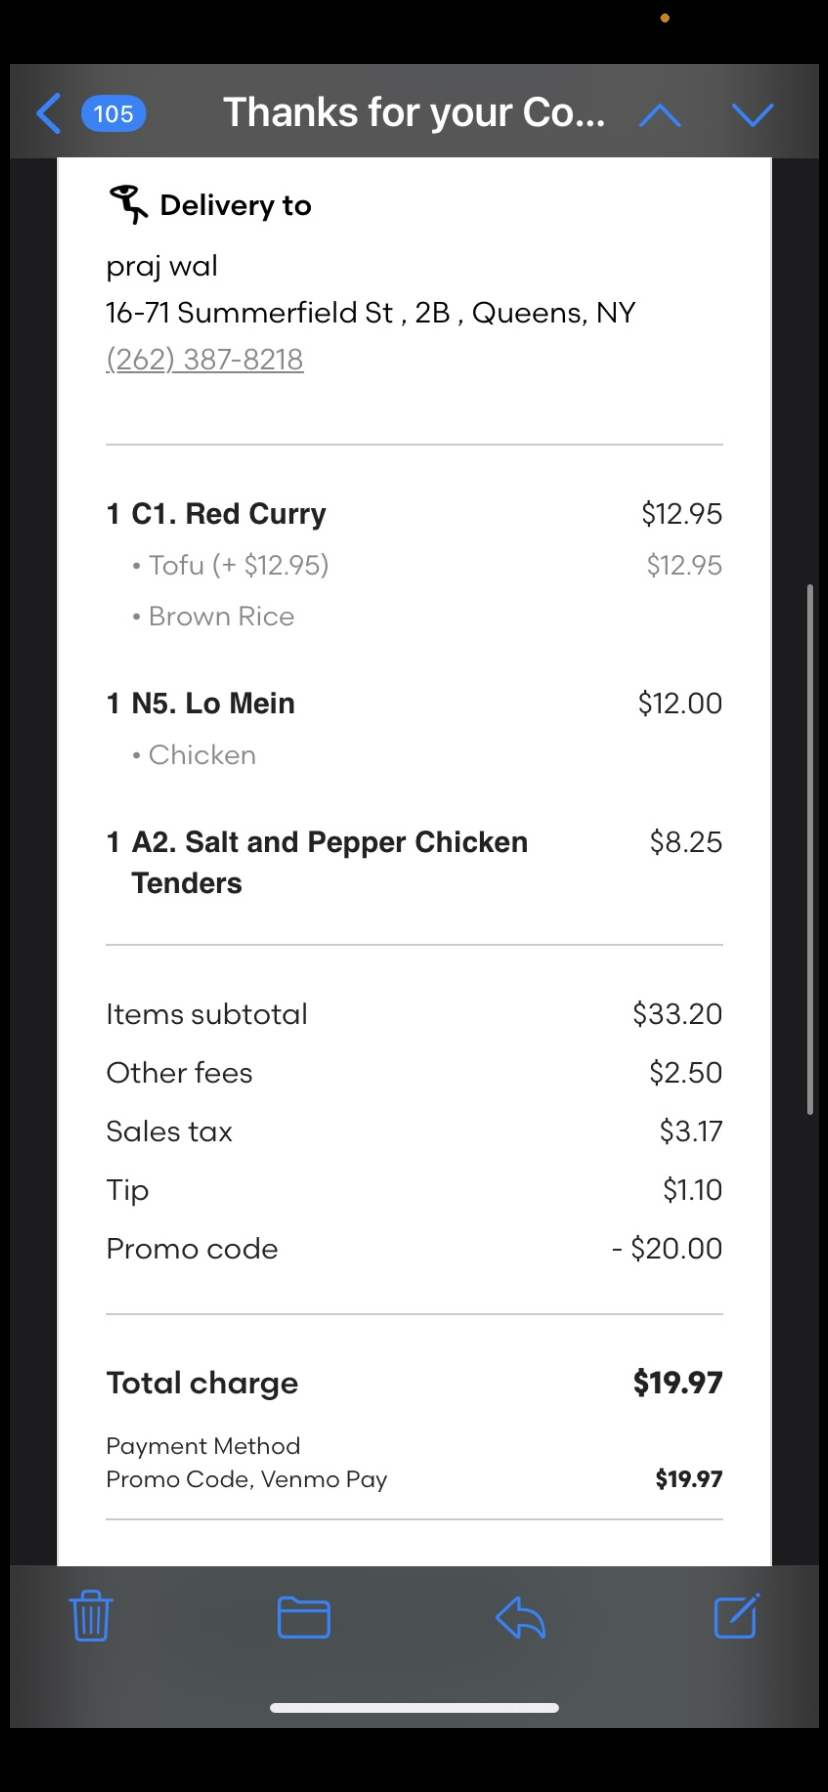 105 Thanks for your Co...
Delivery to
praj wal
16-71 Summerfield St , 2B , Queens, NY
(262) 387-8218
1 C1. Red Curry $12.95
• Tofu (+ $12.95) $12.95
• Brown Rice
1 N5. Lo Mein $12.00
• Chicken
1 A2. Salt and Pepper Chicken $8.25
Tenders
Items subtotal $33.20
Other fees $2.50
Sales tax $3.17
Tip $1.10
Promo code - $20.00
Total charge $19.97
Payment Method
Promo Code, Venmo Pay $19.97